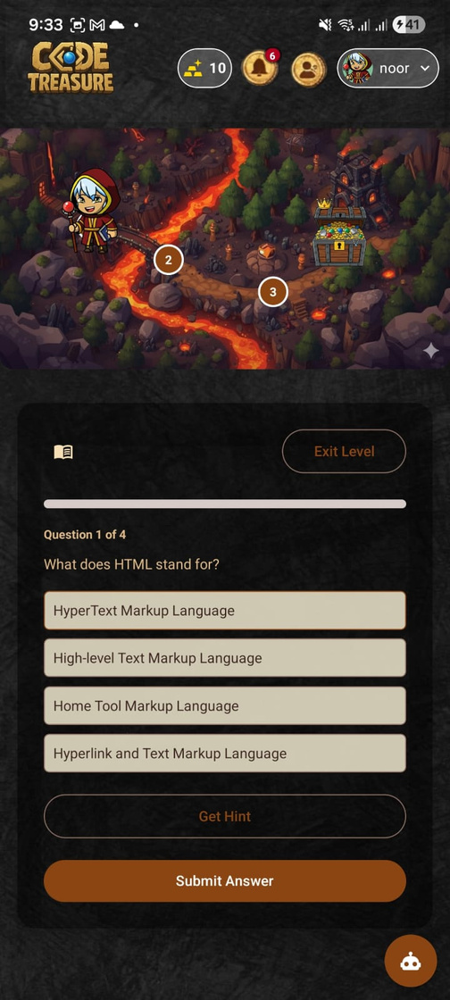 9:33
41
CODE
TREASURE
10
6
noor
2
3
Exit Level
Question 1 of 4
What does HTML stand for?
HyperText Markup Language
High-level Text Markup Language
Home Tool Markup Language
Hyperlink and Text Markup Language
Get Hint
Submit Answer